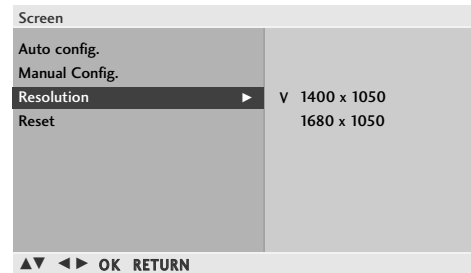 Screen
Auto config.
Manual Config.
Resolution ► V 1400 x 1050
1680 x 1050
Reset
▲▼ ◄► OK RETURN